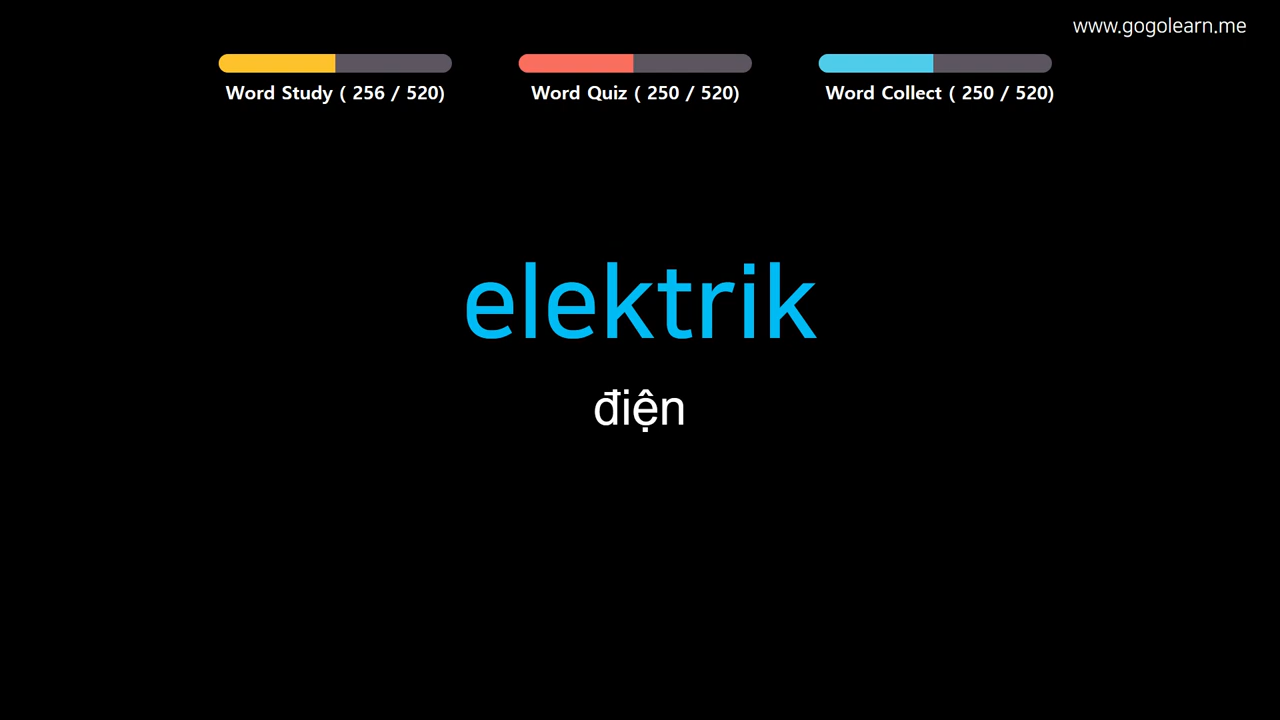 www.gogolearn.me
Word Study ( 256 / 520)
Word Quiz ( 250 / 520)
Word Collect ( 250 / 520)
elektrik
điện